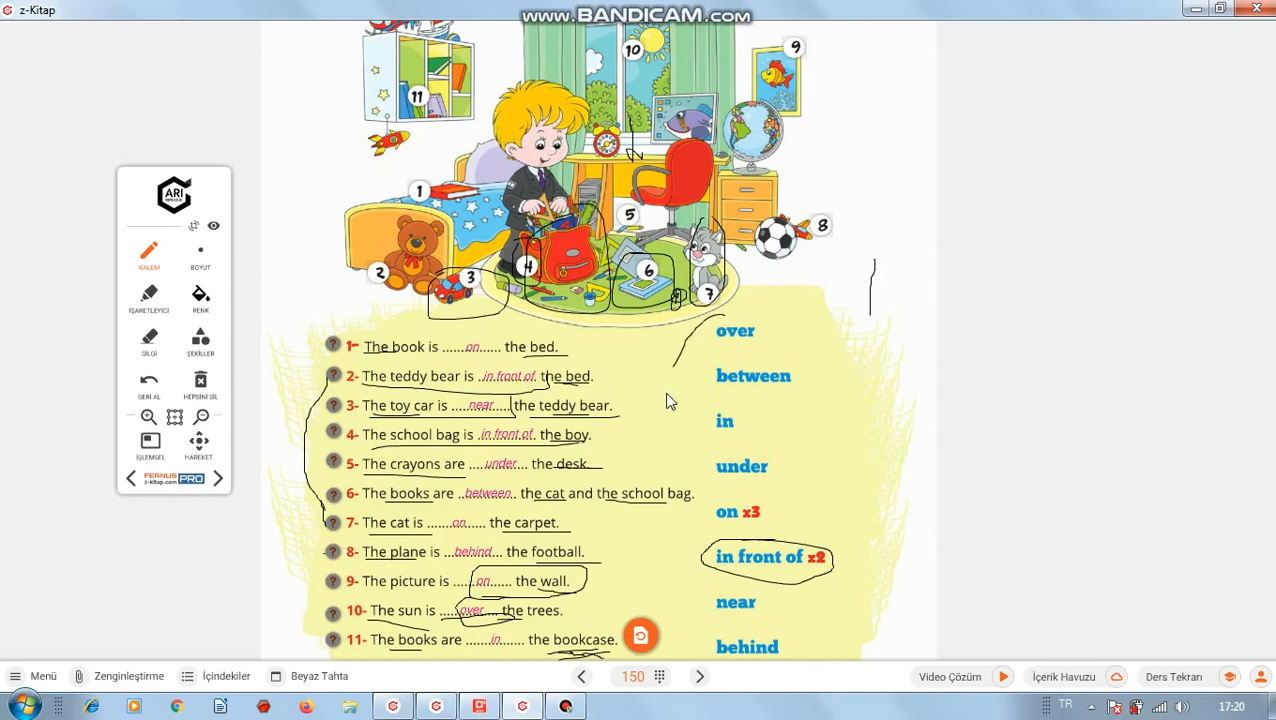 z-Kitap
www.BANDICAM.com
10
9
11
1
5
8
4
6
2
3
7
ARI
KALEM
BOYUT
İŞARETLEYİCİ
RENK
SİLGİ
ŞEKİLLER
GERİ AL
HEPSİNİ SİL
İŞLEMSEL
HAREKET
FERNUS
z-kitap.com PRO
1- The book is ......on...... the bed.
2- The teddy bear is ..in front of. the bed.
3- The toy car is .....near..... the teddy bear.
4- The school bag is ..in front of. the boy.
5- The crayons are ....under..... the desk.
6- The books are ..between.. the cat and the school bag.
7- The cat is ......on...... the carpet.
8- The plane is ...behind... the football.
9- The picture is ......on...... the wall.
10- The sun is .....over.... the trees.
11- The books are .......in....... the bookcase.
over
between
in
under
on x3
in front of x2
near
behind
Menü
Zenginleştirme
İçindekiler
Beyaz Tahta
150
Video Çözüm
İçerik Havuzu
Ders Tekrarı
TR
17:20